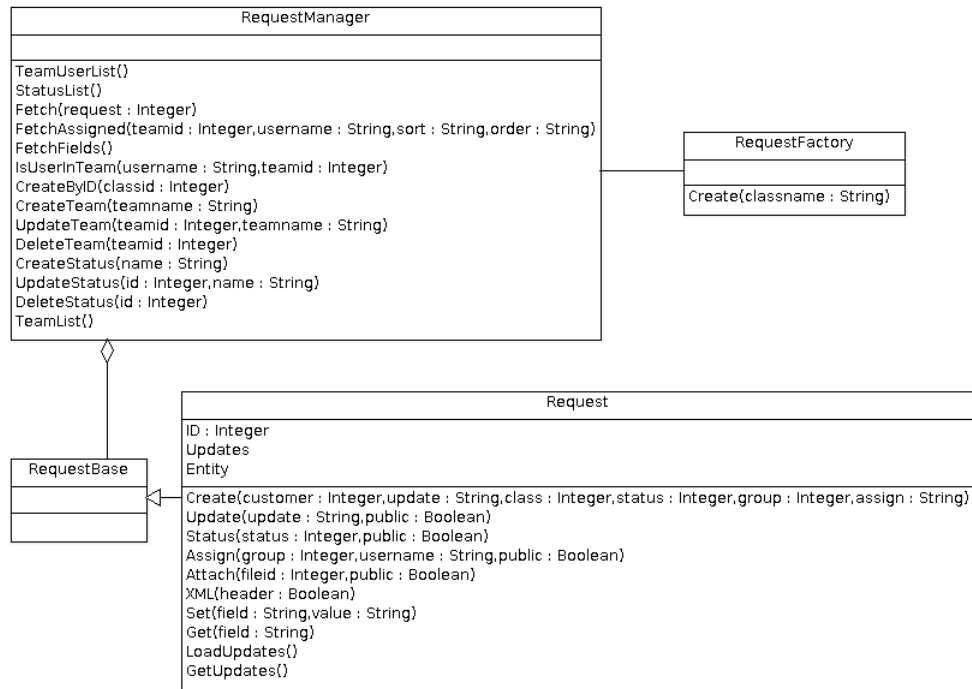 RequestManager
TeamUserList()
StatusList()
Fetch(request : Integer)
FetchAssigned(teamid : Integer,username : String,sort : String,order : String)
FetchFields()
IsUserInTeam(username : String,teamid : Integer)
CreateByID(classid : Integer)
CreateTeam(teamname : String)
UpdateTeam(teamid : Integer,teamname : String)
DeleteTeam(teamid : Integer)
CreateStatus(name : String)
UpdateStatus(id : Integer,name : String)
DeleteStatus(id : Integer)
TeamList()
RequestFactory
Create(classname : String)
RequestBase
Request
ID : Integer
Updates
Entity
Create(customer : Integer,update : String,class : Integer,status : Integer,group : Integer,assign : String)
Update(update : String,public : Boolean)
Status(status : Integer,public : Boolean)
Assign(group : Integer,username : String,public : Boolean)
Attach(fileid : Integer,public : Boolean)
XML(header : Boolean)
Set(field : String,value : String)
Get(field : String)
LoadUpdates()
GetUpdates()